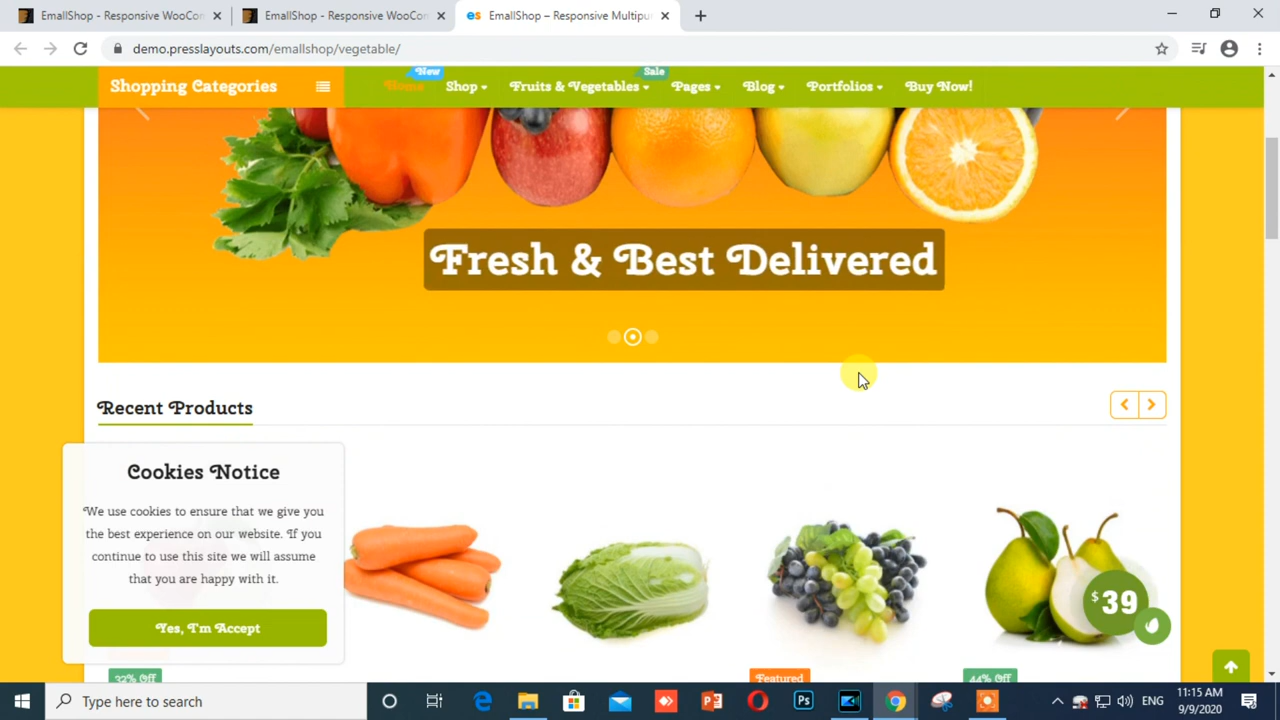 EmallShop - Responsive WooCom
EmallShop - Responsive WooCom
es EmallShop – Responsive Multipu
demo.presslayouts.com/emallshop/vegetable/
Shopping Categories
Home
New
Shop
Fruits & Vegetables
Sale
Pages
Blog
Portfolios
Buy Now!
Fresh & Best Delivered
Recent Products
Cookies Notice
We use cookies to ensure that we give you
the best experience on our website. If you
continue to use this site we will assume
that you are happy with it.
Yes, I'm Accept
$39
32% Off
Featured
44% Off
Type here to search
Ps
ENG
11:15 AM
9/9/2020